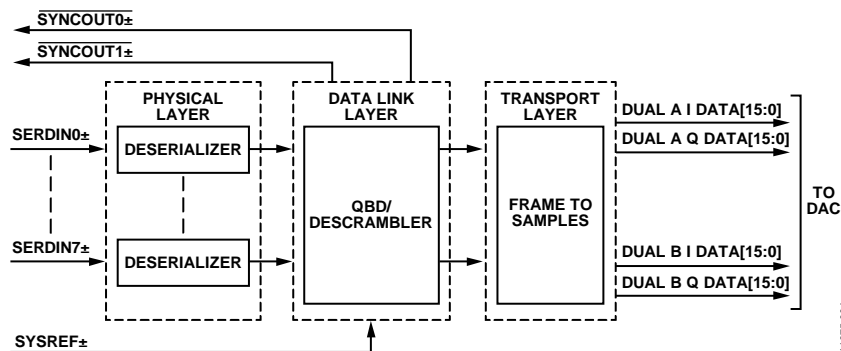 SYNCOUT0±
SYNCOUT1±
PHYSICAL
LAYER
DATA LINK
LAYER
TRANSPORT
LAYER
SERDIN0±
DESERIALIZER
QBD/
DESCRAMBLER
FRAME TO
SAMPLES
DUAL A I DATA[15:0]
DUAL A Q DATA[15:0]
TO
DAC
SERDIN7±
DESERIALIZER
DUAL B I DATA[15:0]
DUAL B Q DATA[15:0]
SYSREF±